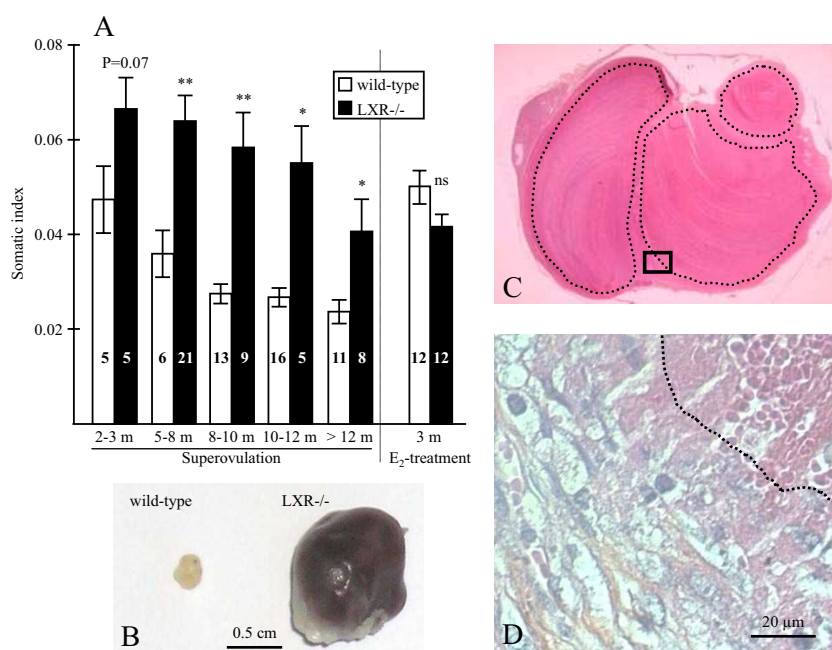 A
0.08
0.06
0.04
0.02
Somatic index
P=0.07
**
**
*
*
ns
wild-type
LXR-/-
5 5 6 21 13 9 16 5 11 8 12 12
2-3 m 5-8 m 8-10 m 10-12 m > 12 m 3 m
Superovulation E₂-treatment
wild-type LXR-/-
B 0.5 cm
C
D 20 µm